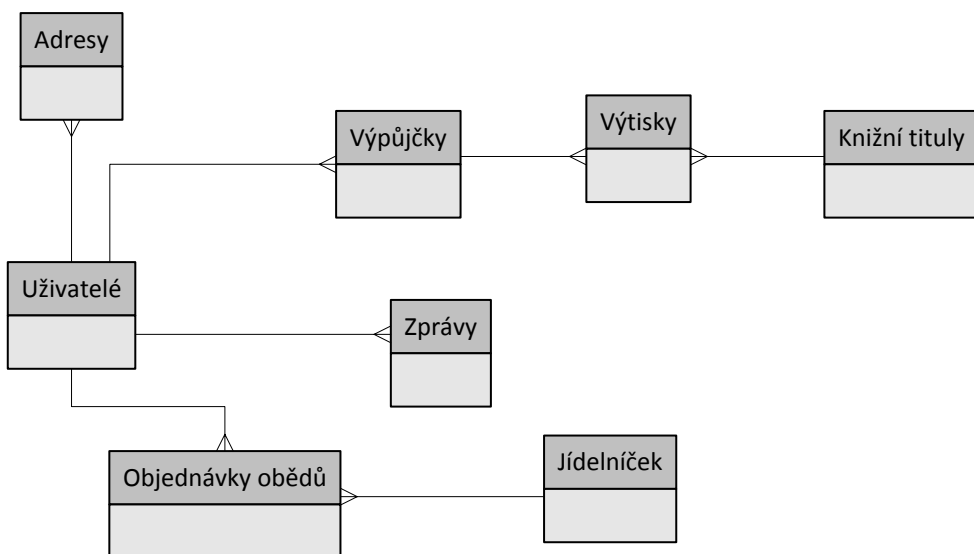 Adresy
Výpůjčky
Výtisky
Knižní tituly
Uživatelé
Zprávy
Objednávky obědů
Jídelníček